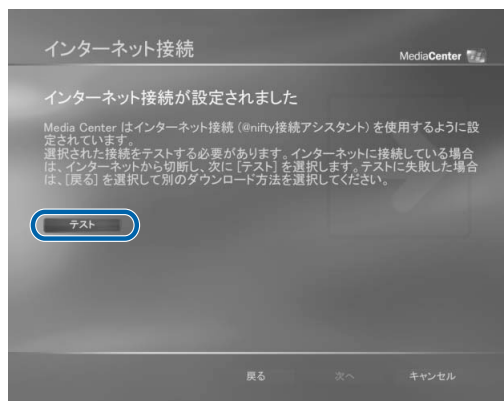 インターネット接続
MediaCenter
インターネット接続が設定されました
Media Center はインターネット接続 (@nifty接続アシスタント) を使用するように設
定されています。
選択された接続をテストする必要があります。インターネットに接続している場合
は、インターネットから切断し、次に [テスト] を選択します。テストに失敗した場合
は、[戻る] を選択して別のダウンロード方法を選択してください。
テスト
戻る 次へ キャンセル